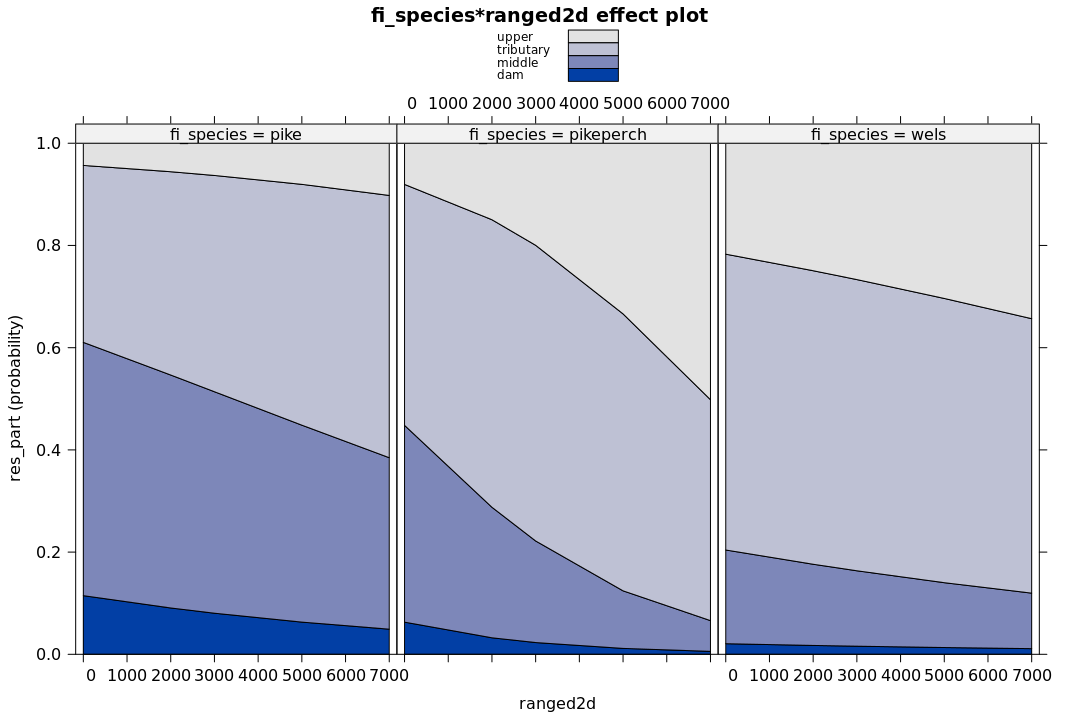 fi_species*ranged2d effect plot
upper
tributary
middle
dam
0 1000 2000 3000 4000 5000 6000 7000
fi_species = pike fi_species = pikeperch fi_species = wels
1.0
0.8
0.6
0.4
0.2
0.0
res_part (probability)
0 1000 2000 3000 4000 5000 6000 7000 0 1000 2000 3000 4000 5000 6000 7000
ranged2d